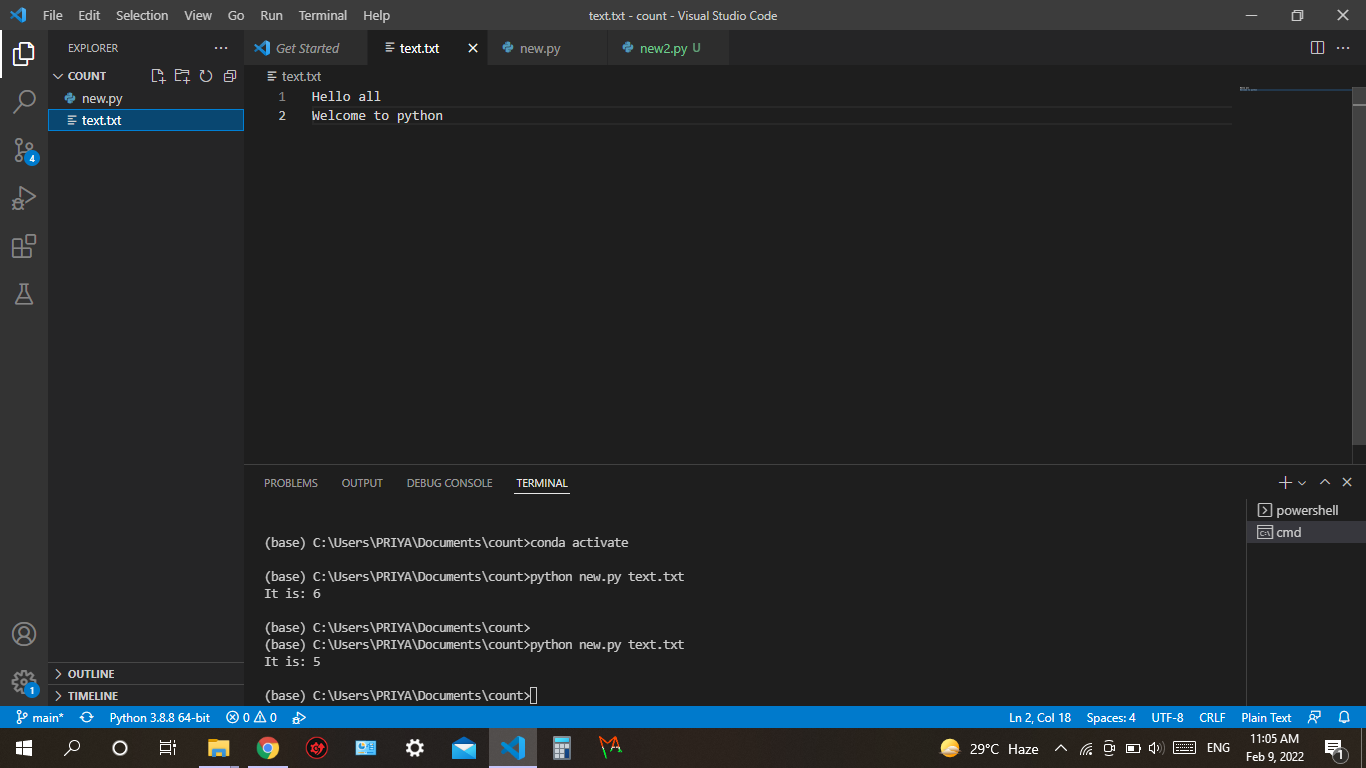 File Edit Selection View Go Run Terminal Help
text.txt - count - Visual Studio Code
EXPLORER
Get Started
text.txt
new.py
new2.py U
COUNT
text.txt
new.py
text.txt
1 Hello all
2 Welcome to python
4
PROBLEMS OUTPUT DEBUG CONSOLE TERMINAL
powershell
cmd
(base) C:\Users\PRIYA\Documents\count>conda activate
(base) C:\Users\PRIYA\Documents\count>python new.py text.txt
It is: 6
(base) C:\Users\PRIYA\Documents\count>
(base) C:\Users\PRIYA\Documents\count>python new.py text.txt
It is: 5
(base) C:\Users\PRIYA\Documents\count>
OUTLINE
TIMELINE
1
main* Python 3.8.8 64-bit 0 0 Ln 2, Col 18 Spaces: 4 UTF-8 CRLF Plain Text
29°C Haze ENG 11:05 AM
Feb 9, 2022
1